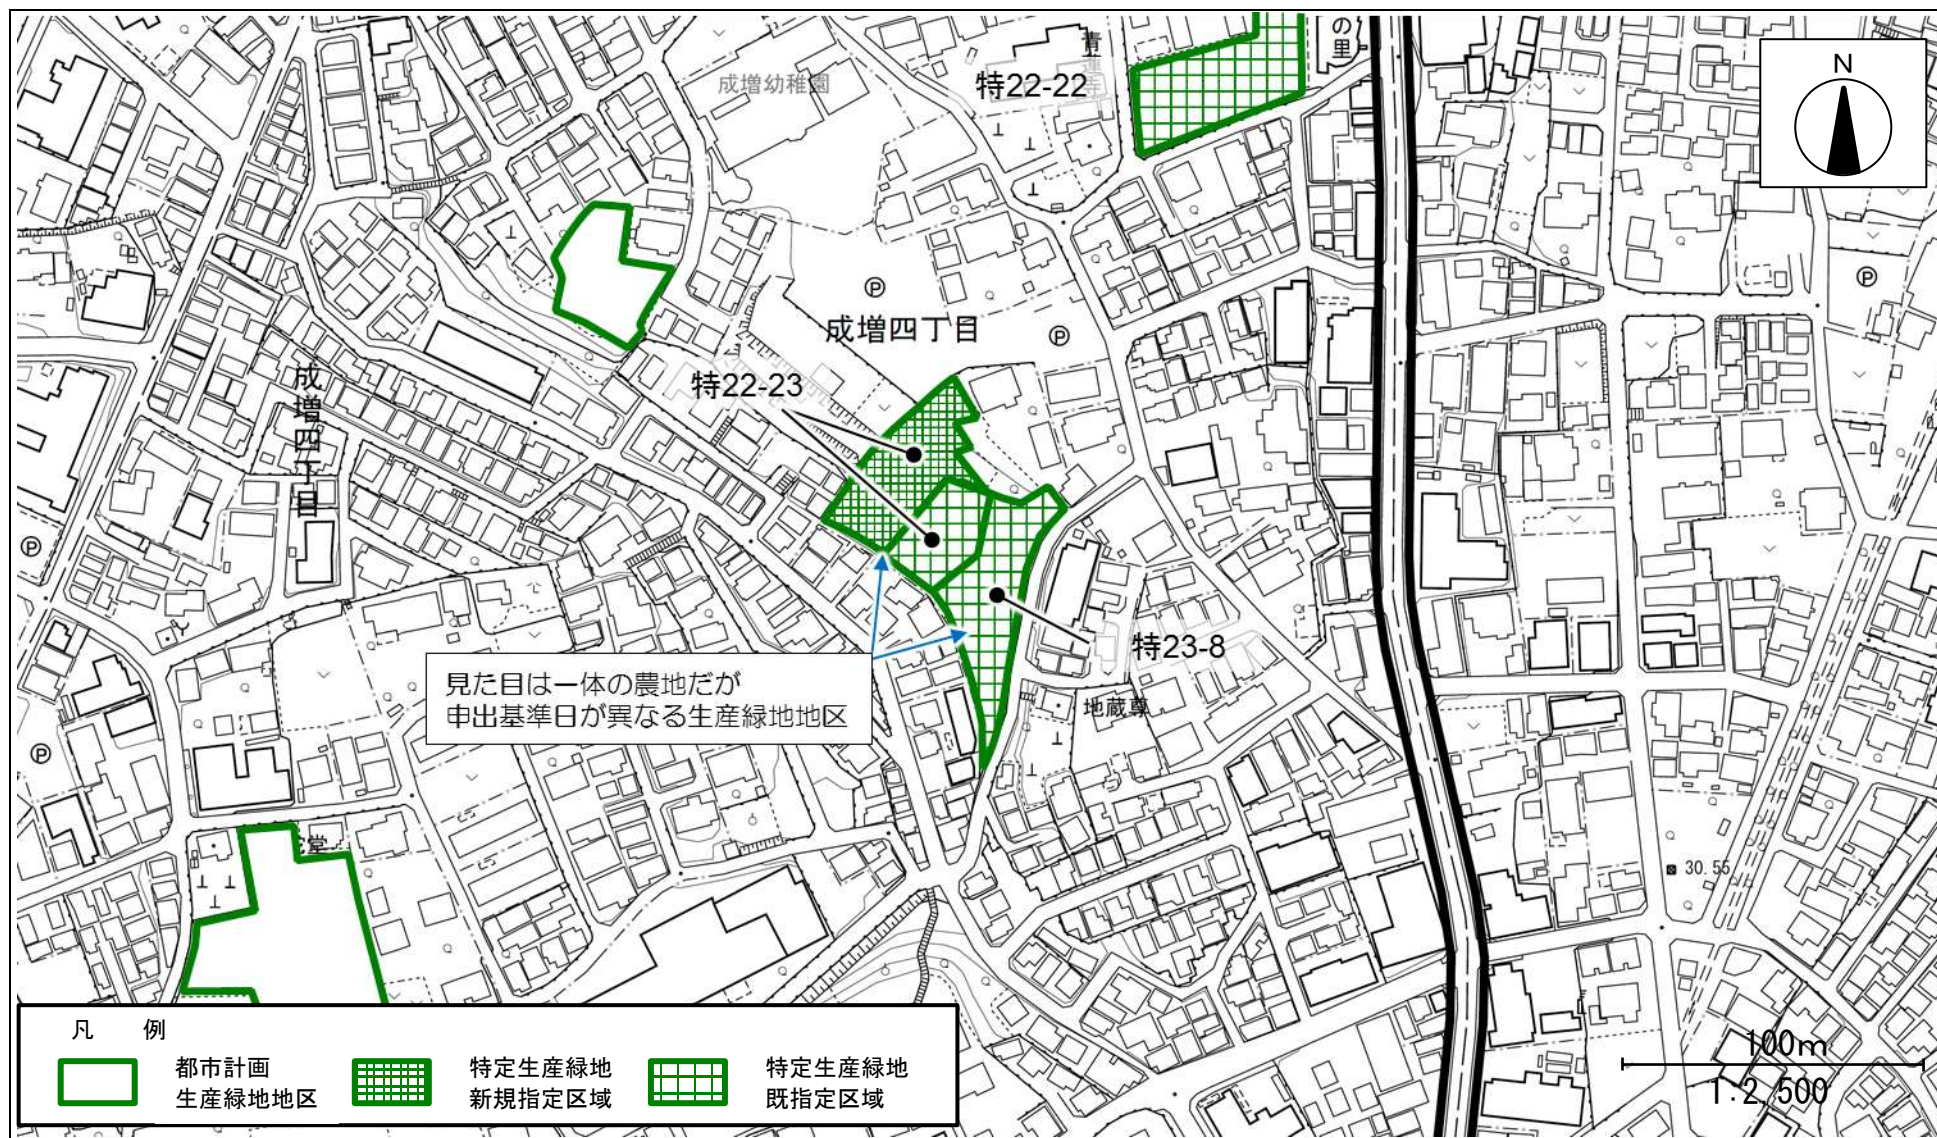 の里
青蓮寺
成増幼稚園
特22-22
N
成増四丁目
特22-23
成増四丁目
特23-8
見た目は一体の農地だが
申出基準日が異なる生産緑地地区
地蔵尊
30.55
凡 例
都市計画
生産緑地地区
特定生産緑地
新規指定区域
特定生産緑地
既指定区域
100m
1:2,500
P
P
P
P
P